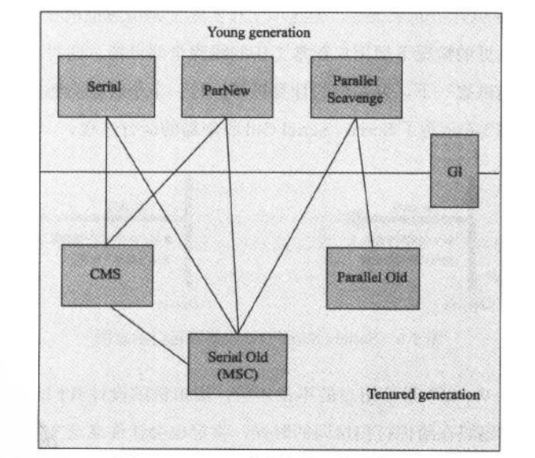 Young generation
Serial
ParNew
Parallel
Scavenge
G1
CMS
Parallel Old
Serial Old
(MSC)
Tenured generation